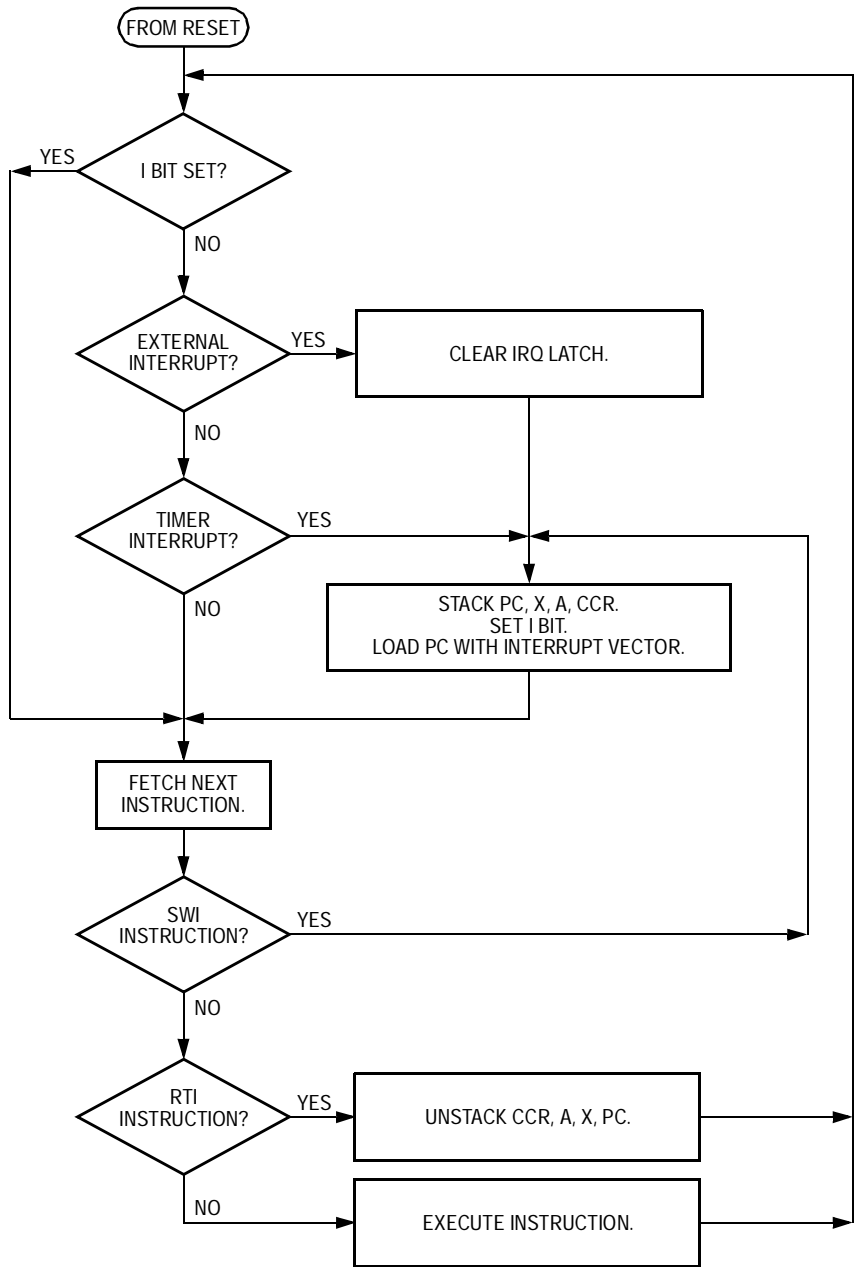 FROM RESET
YES
I BIT SET?
NO
EXTERNAL
INTERRUPT?
YES
CLEAR IRQ LATCH.
NO
TIMER
INTERRUPT?
YES
NO
STACK PC, X, A, CCR.
SET I BIT.
LOAD PC WITH INTERRUPT VECTOR.
FETCH NEXT
INSTRUCTION.
SWI
INSTRUCTION?
YES
NO
RTI
INSTRUCTION?
YES
UNSTACK CCR, A, X, PC.
NO
EXECUTE INSTRUCTION.